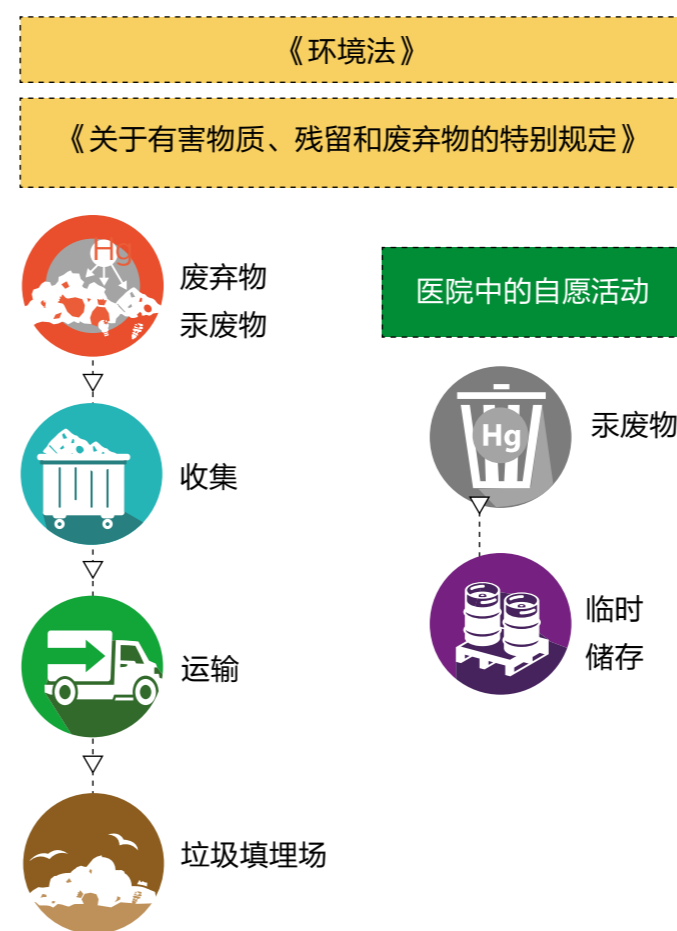 《环境法》
《关于有害物质、残留和废弃物的特别规定》
Hg
废弃物
汞废物
医院中的自愿活动
Hg
汞废物
收集
临时
储存
运输
垃圾填埋场